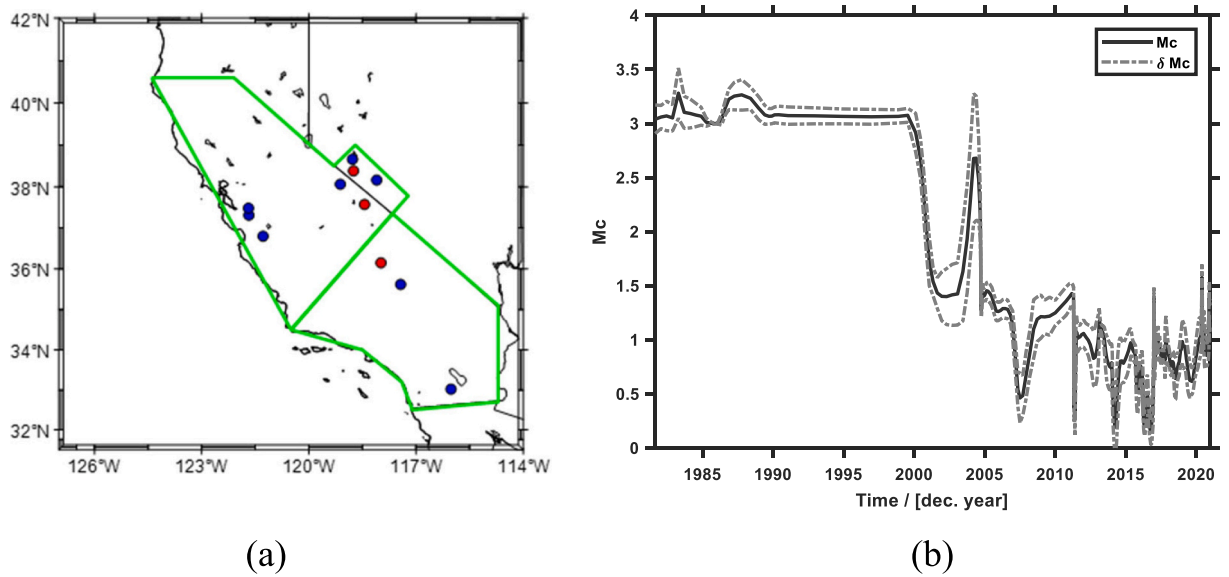 42°N
40°N
38°N
36°N
34°N
32°N
126°W
123°W
120°W
117°W
114°W
(a)
4
3.5
3
2.5
2
1.5
1
0.5
0
Mc
Mc
δ Mc
1985
1990
1995
2000
2005
2010
2015
2020
Time / [dec. year]
(b)